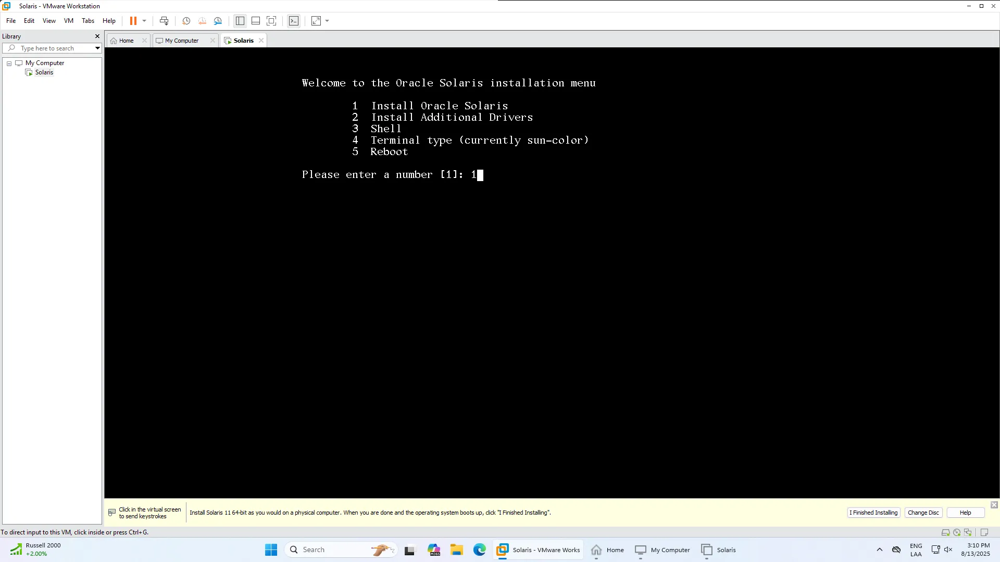 Solaris - VMware Workstation
File Edit View VM Tabs Help
Library
Type here to search
My Computer
Solaris
Home
My Computer
Solaris
Welcome to the Oracle Solaris installation menu
1 Install Oracle Solaris
2 Install Additional Drivers
3 Shell
4 Terminal type (currently sun-color)
5 Reboot
Please enter a number [1]: 1
Click in the virtual screen
to send keystrokes
Install Solaris 11 64-bit as you would on a physical computer. When you are done and the operating system boots up, click "I Finished Installing".
I Finished Installing
Change Disc
Help
To direct input to this VM, click inside or press Ctrl+G.
Russell 2000
+2.00%
Search
M365
Solaris - VMware Works
Home
My Computer
Solaris
ENG
LAA
3:10 PM
8/13/2025